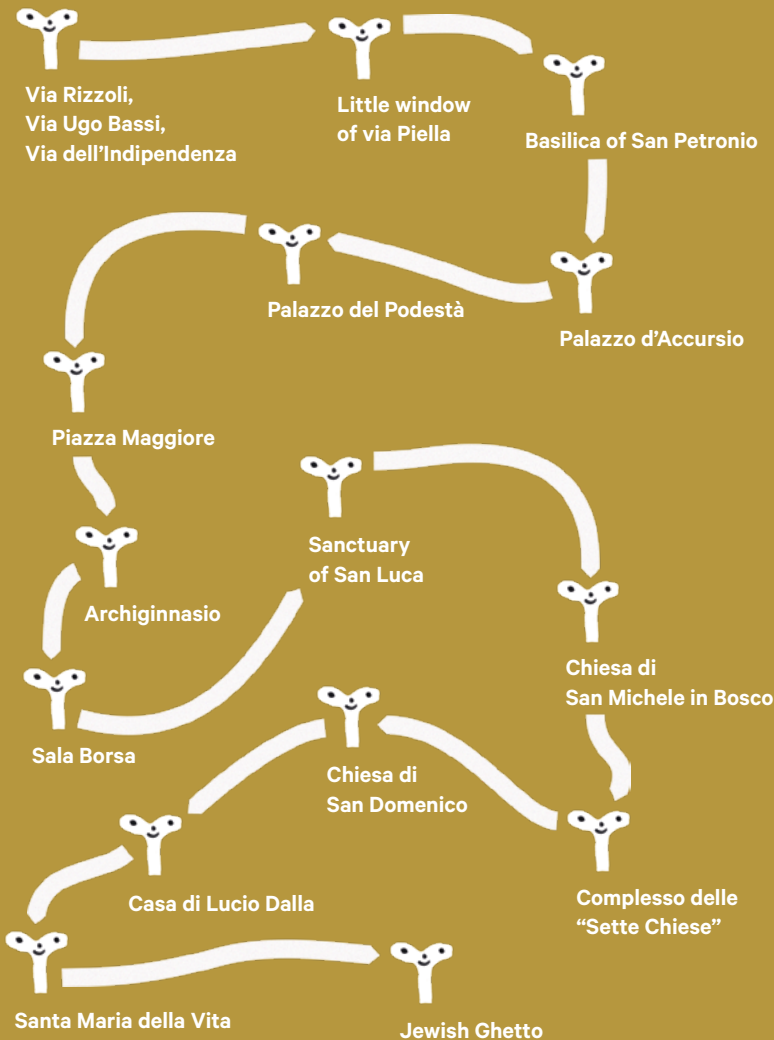 Via Rizzoli,
Via Ugo Bassi,
Via dell’Indipendenza
Little window
of via Piella
Basilica of San Petronio
Palazzo d’Accursio
Palazzo del Podestà
Piazza Maggiore
Archiginnasio
Sala Borsa
Sanctuary
of San Luca
Chiesa di
San Michele in Bosco
Complesso delle
“Sette Chiese”
Chiesa di
San Domenico
Casa di Lucio Dalla
Santa Maria della Vita
Jewish Ghetto